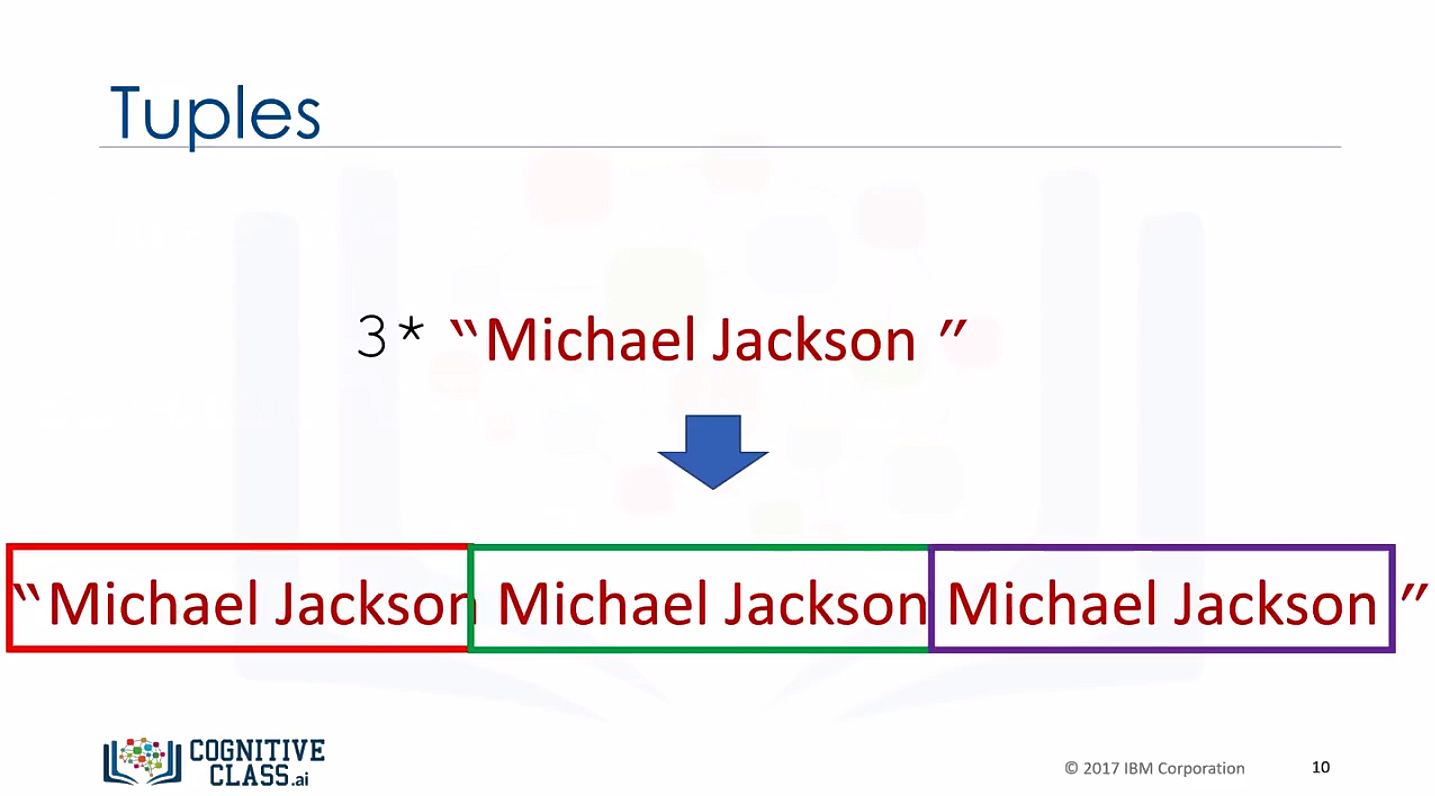 Tuples
3* “Michael Jackson ”
“Michael Jackson Michael Jackson Michael Jackson ”
COGNITIVE
CLASS.ai
© 2017 IBM Corporation 10